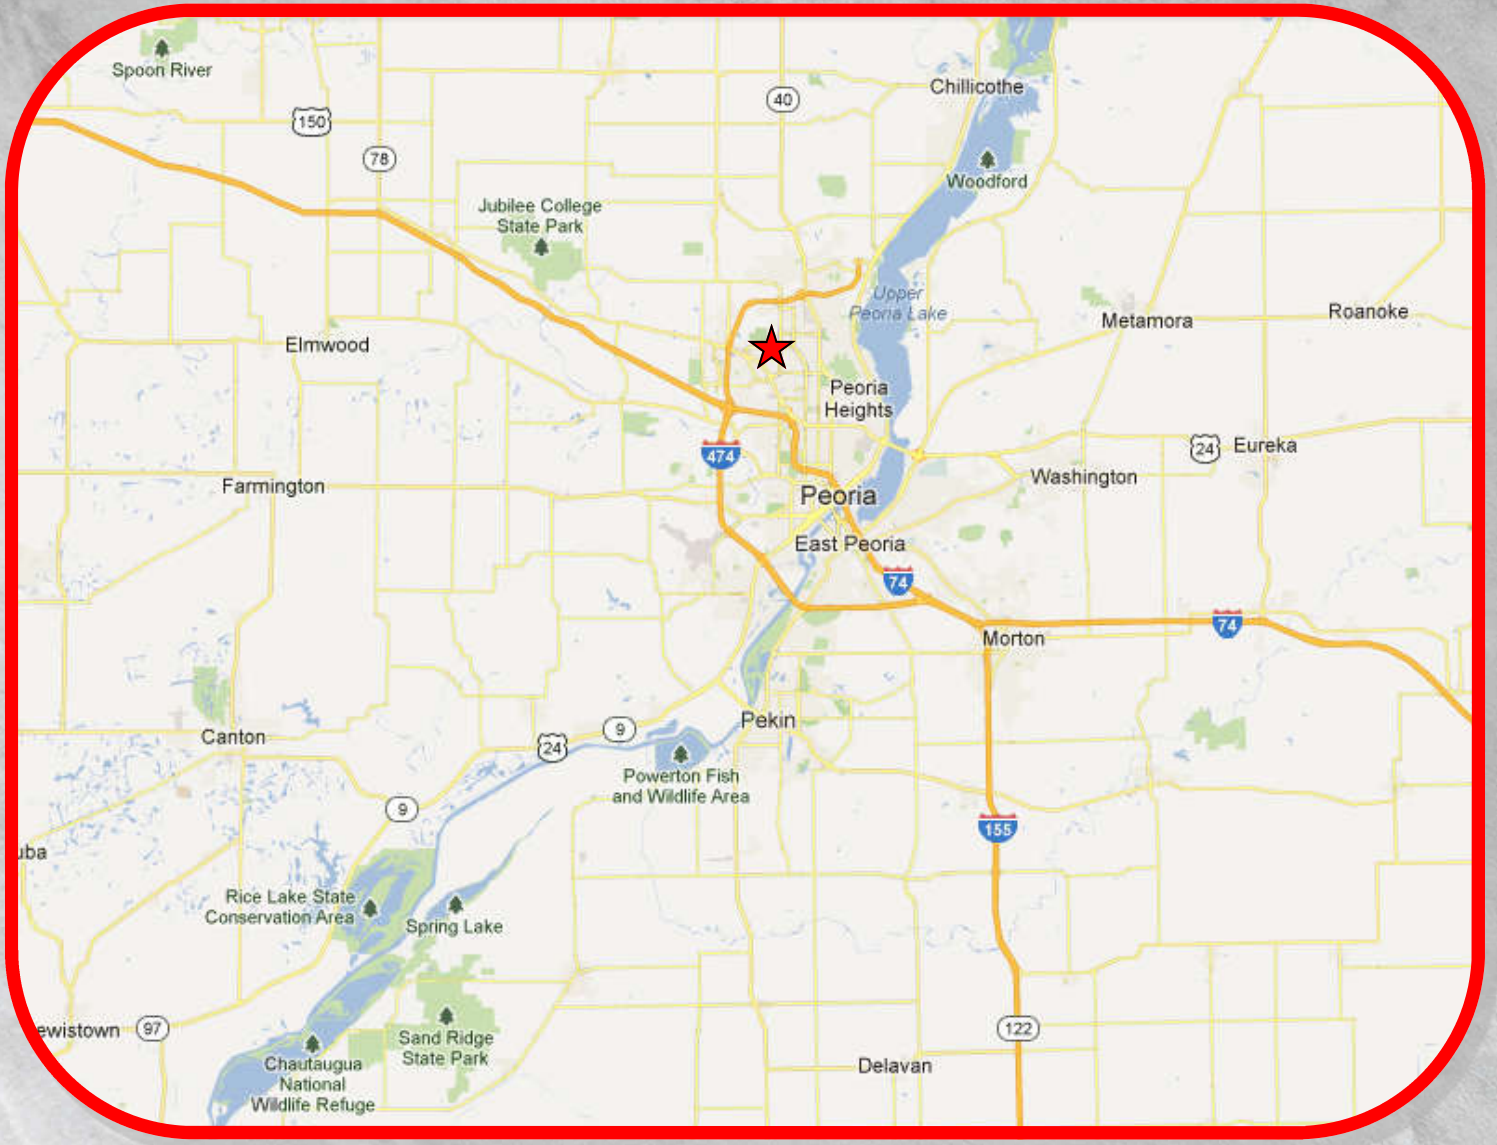 Spoon River
150
78
40
Chillicothe
Woodford
Jubilee College
State Park
Upper
Peoria Lake
Metamora
Roanoke
Elmwood
Peoria
Heights
474
24
Eureka
Washington
Farmington
Peoria
East Peoria
74
74
Morton
Canton
24
9
Pekin
Powerton Fish
and Wildlife Area
9
155
uba
Rice Lake State
Conservation Area
Spring Lake
ewistown
97
Sand Ridge
State Park
122
Chautaugua
National
Wildlife Refuge
Delavan